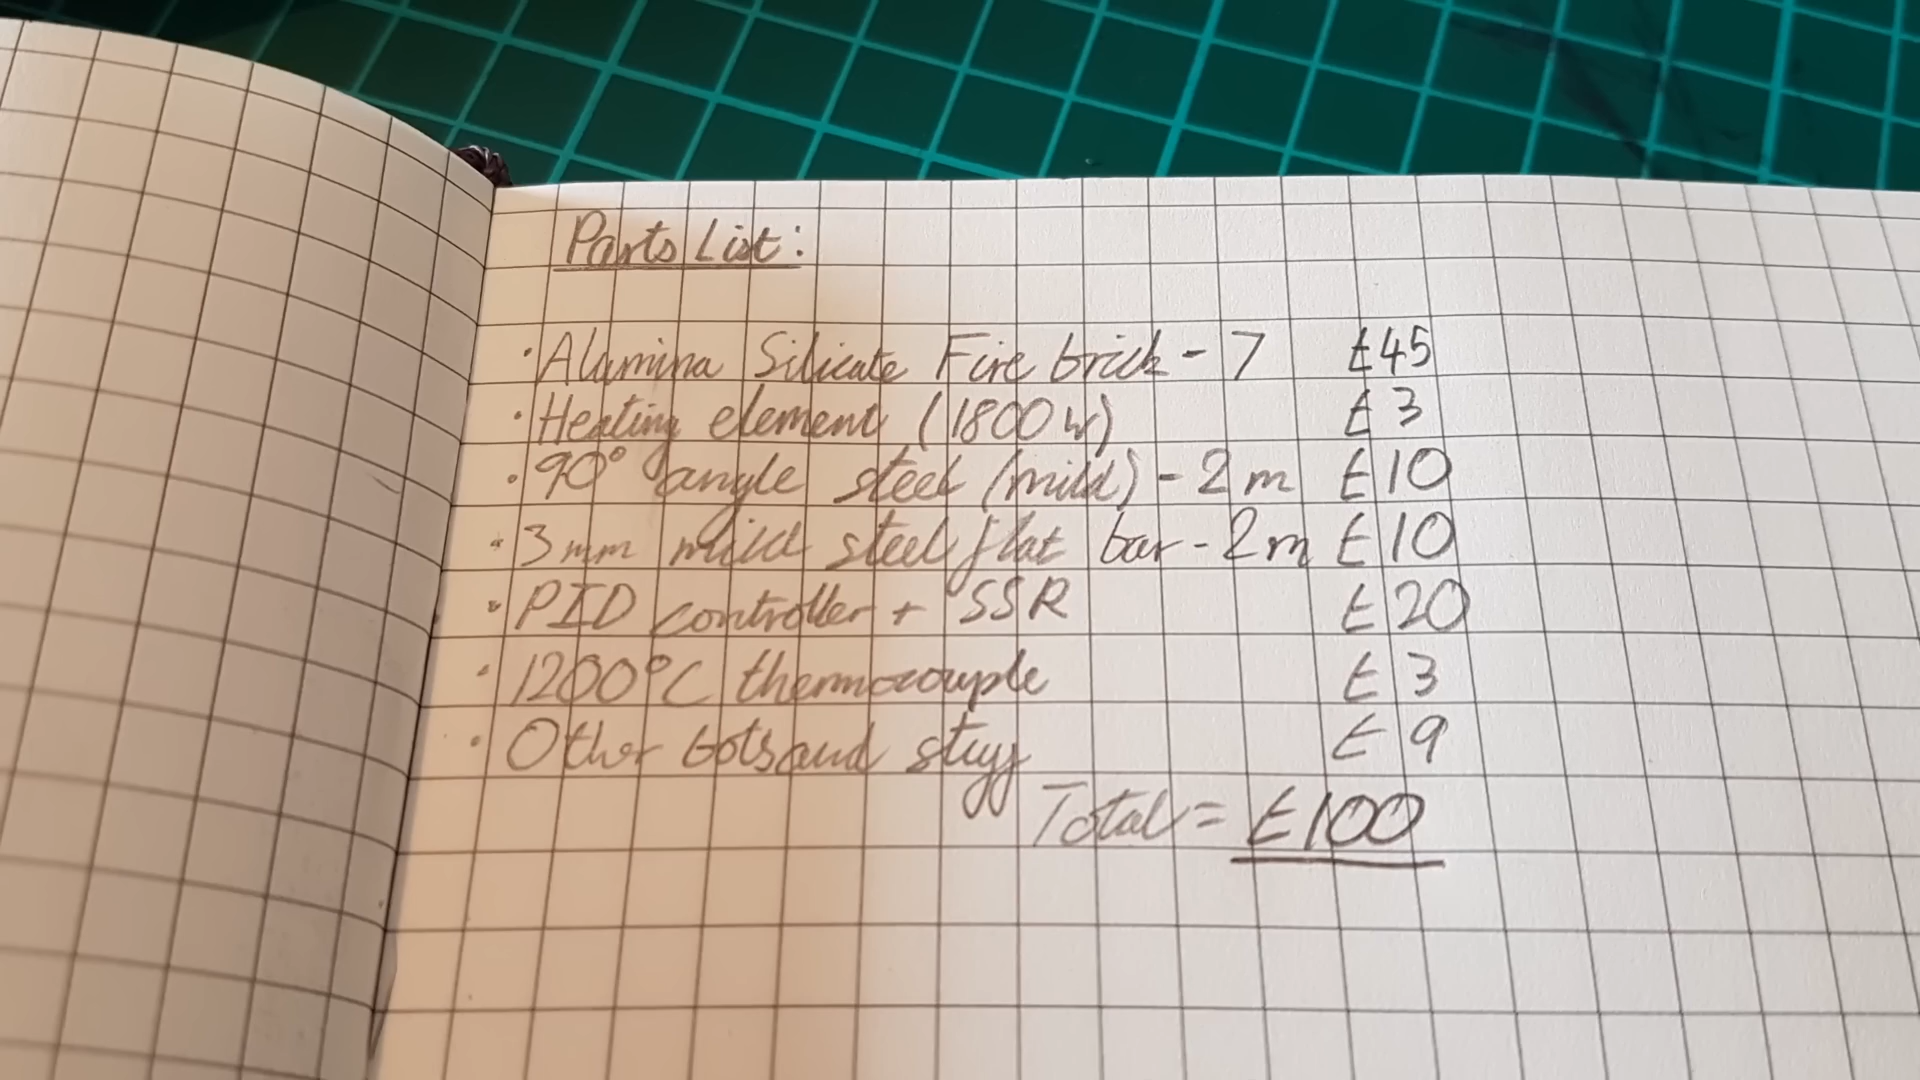 Parts List:
· Alumina Silicate Fire brick - 7 £45
· Heating element (1800w) £3
· 90° angle steel (mild) - 2m £10
· 3mm mild steel flat bar - 2m £10
· PID controller + SSR £20
· 1200°C thermocouple £3
· Other bots and stuff £9
Total = £100